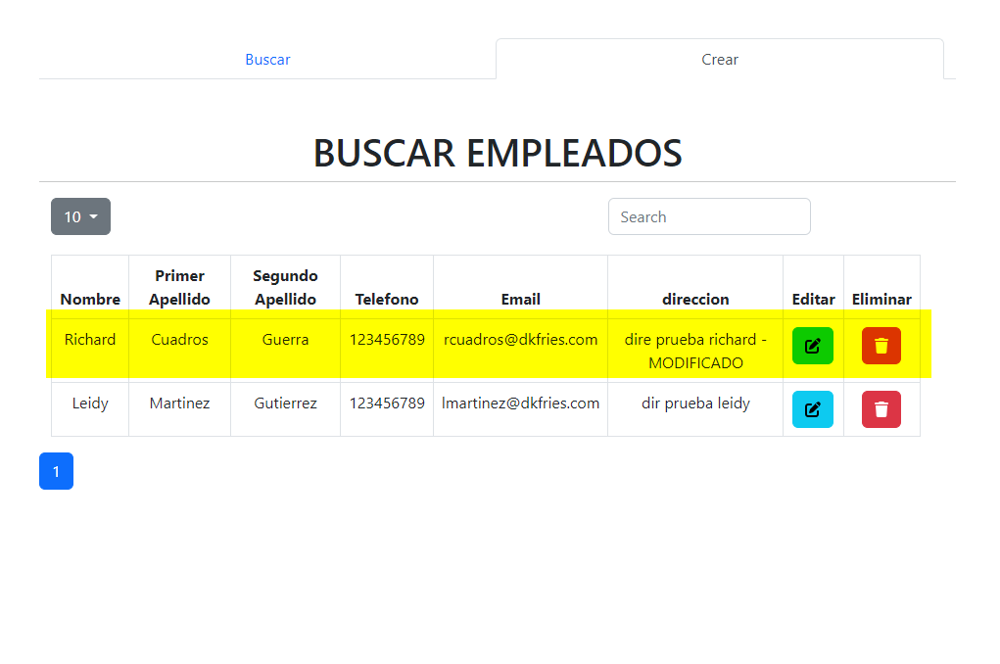 Buscar
Crear
BUSCAR EMPLEADOS
10
Search
Nombre Primer Apellido Segundo Apellido Telefono Email direccion Editar Eliminar
Richard Cuadros Guerra 123456789 rcuadros@dkfries.com dire prueba richard - MODIFICADO
Leidy Martinez Gutierrez 123456789 lmartinez@dkfries.com dir prueba leidy
1